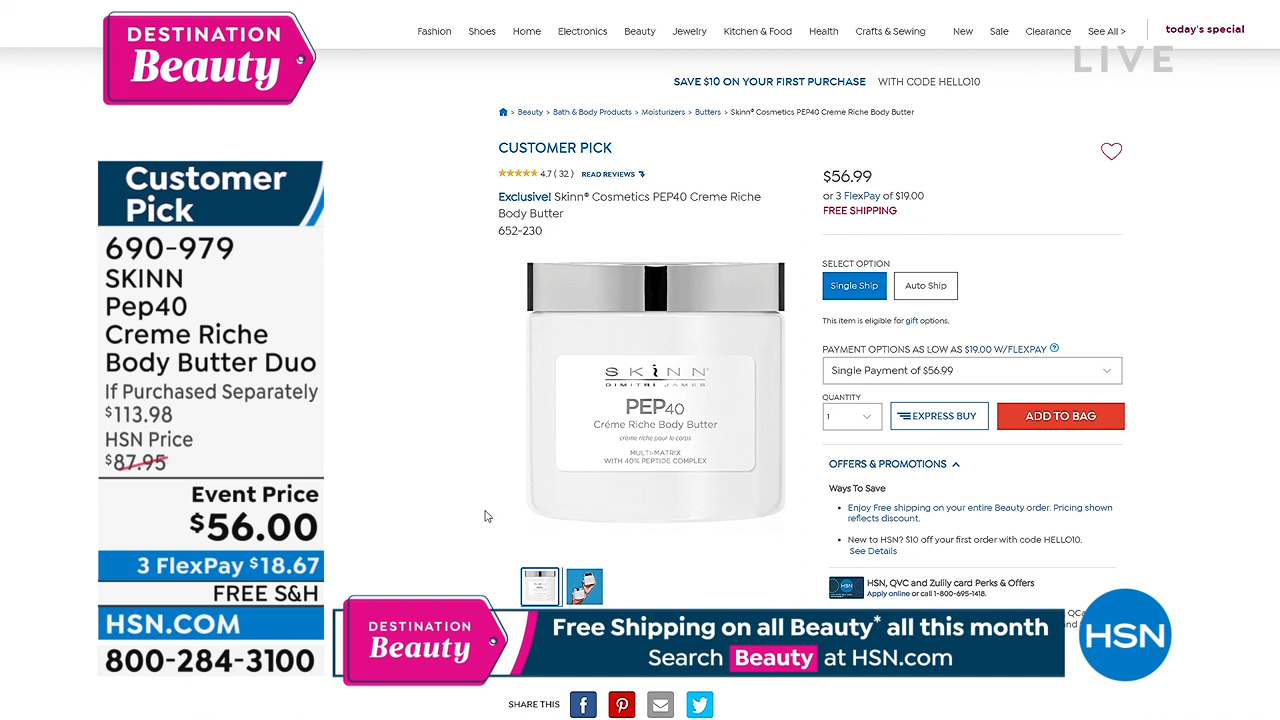 DESTINATION
Beauty
Fashion Shoes Home Electronics Beauty Jewelry Kitchen & Food Health Crafts & Sewing New Sale Clearance See All > today's special
LIVE
SAVE $10 ON YOUR FIRST PURCHASE WITH CODE HELLO10
> Beauty > Bath & Body Products > Moisturizers > Butters > Skinn® Cosmetics PEP40 Creme Riche Body Butter
Customer
Pick
690-979
SKINN
Pep40
Creme Riche
Body Butter Duo
If Purchased Separately
$113.98
HSN Price
$87.95
Event Price
$56.00
3 FlexPay $18.67
FREE S&H
HSN.COM
800-284-3100
CUSTOMER PICK
4.7 ( 32 ) READ REVIEWS
Exclusive! Skinn® Cosmetics PEP40 Creme Riche
Body Butter
652-230
SKINN®
DIMITRI JAMES
PEP40
Créme Riche Body Butter
creme riche pour le corps
MULTI-MATRIX
WITH 40% PEPTIDE COMPLEX
$56.99
or 3 FlexPay of $19.00
FREE SHIPPING
SELECT OPTION
Single Ship Auto Ship
This item is eligible for gift options.
PAYMENT OPTIONS AS LOW AS $19.00 W/FLEXPAY ?
Single Payment of $56.99
QUANTITY
1 EXPRESS BUY ADD TO BAG
OFFERS & PROMOTIONS
Ways To Save
• Enjoy Free shipping on your entire Beauty order. Pricing shown
reflects discount.
• New to HSN? $10 off your first order with code HELLO10.
See Details
HSN HSN, QVC and Zulily card Perks & Offers
Apply online or call 1-800-695-1418.
DESTINATION
Beauty
Free Shipping on all Beauty* all this month
Search Beauty at HSN.com
HSN
SHARE THIS